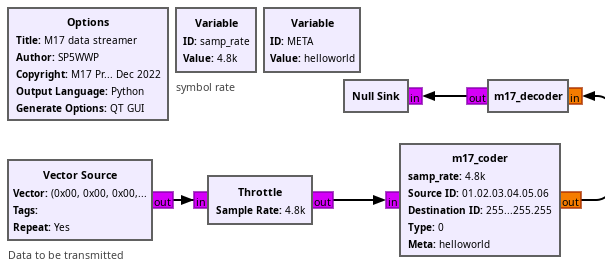 Options
Title: M17 data streamer
Author: SP5WWP
Copyright: M17 Pr... Dec 2022
Output Language: Python
Generate Options: QT GUI
Variable
ID: samp_rate
Value: 4.8k
symbol rate
Variable
ID: META
Value: helloworld
Null Sink
in
out
m17_decoder
in
Vector Source
Vector: (0x00, 0x00, 0x00,...
Tags:
Repeat: Yes
out
Data to be transmitted
in
Throttle
Sample Rate: 4.8k
out
in
m17_coder
samp_rate: 4.8k
Source ID: 01.02.03.04.05.06
Destination ID: 255...255.255
Type: 0
Meta: helloworld
out